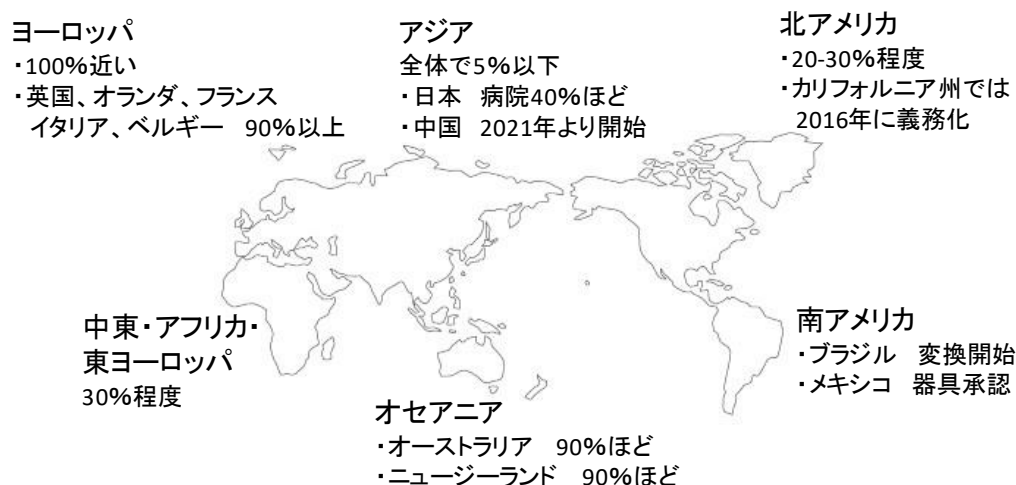 ヨーロッパ
・100%近い
・英国、オランダ、フランス
イタリア、ベルギー　90%以上
アジア
全体で5%以下
・日本　病院40%ほど
・中国　2021年より開始
北アメリカ
・20-30%程度
・カリフォルニア州では
2016年に義務化
中東・アフリカ・
東ヨーロッパ
30%程度
オセアニア
・オーストラリア　90%ほど
・ニュージーランド　90%ほど
南アメリカ
・ブラジル　変換開始
・メキシコ　器具承認